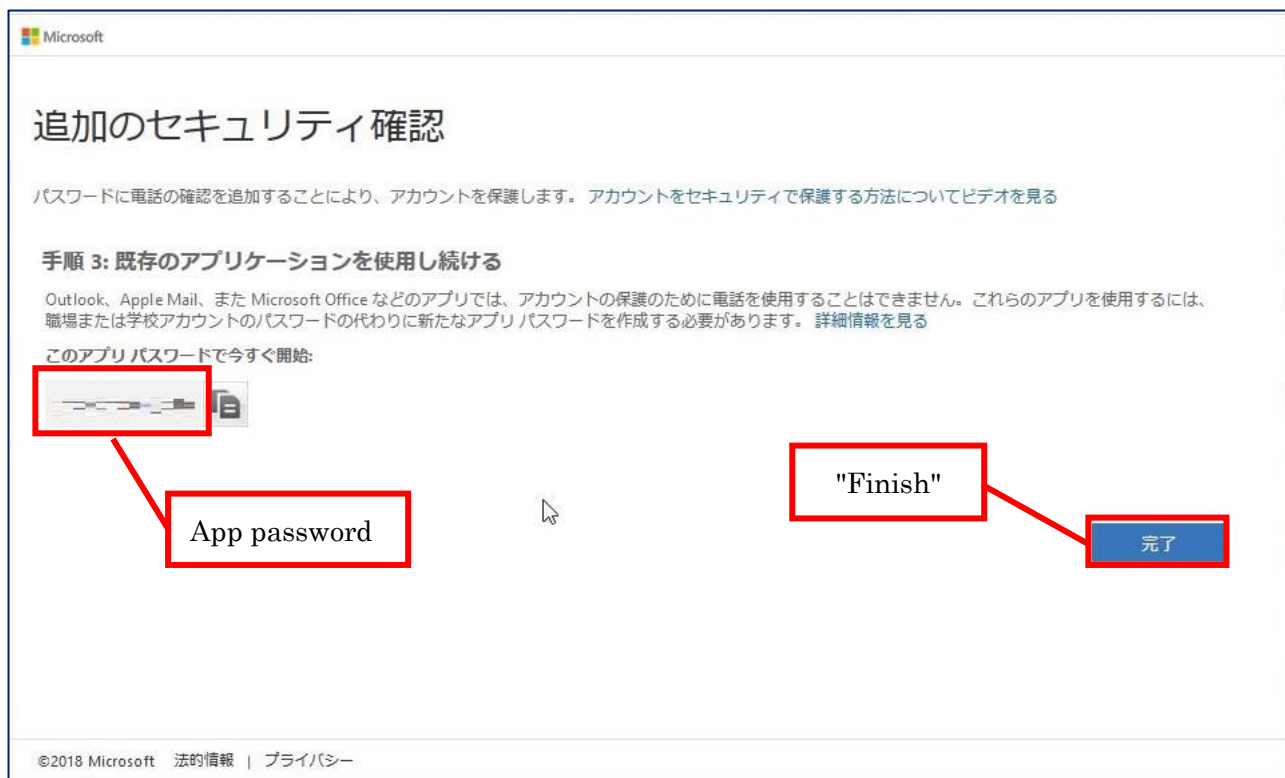 Microsoft
追加のセキュリティ確認
パスワードに電話の確認を追加することにより、アカウントを保護します。 アカウントをセキュリティで保護する方法についてビデオを見る
手順 3: 既存のアプリケーションを使用し続ける
Outlook、Apple Mail、また Microsoft Office などのアプリでは、アカウントの保護のために電話を使用することはできません。これらのアプリを使用するには、
職場または学校アカウントのパスワードの代わりに新たなアプリ パスワードを作成する必要があります。 詳細情報を見る
このアプリ パスワードで今すぐ開始:
"Finish"
App password
完了
©2018 Microsoft 法的情報 | プライバシー